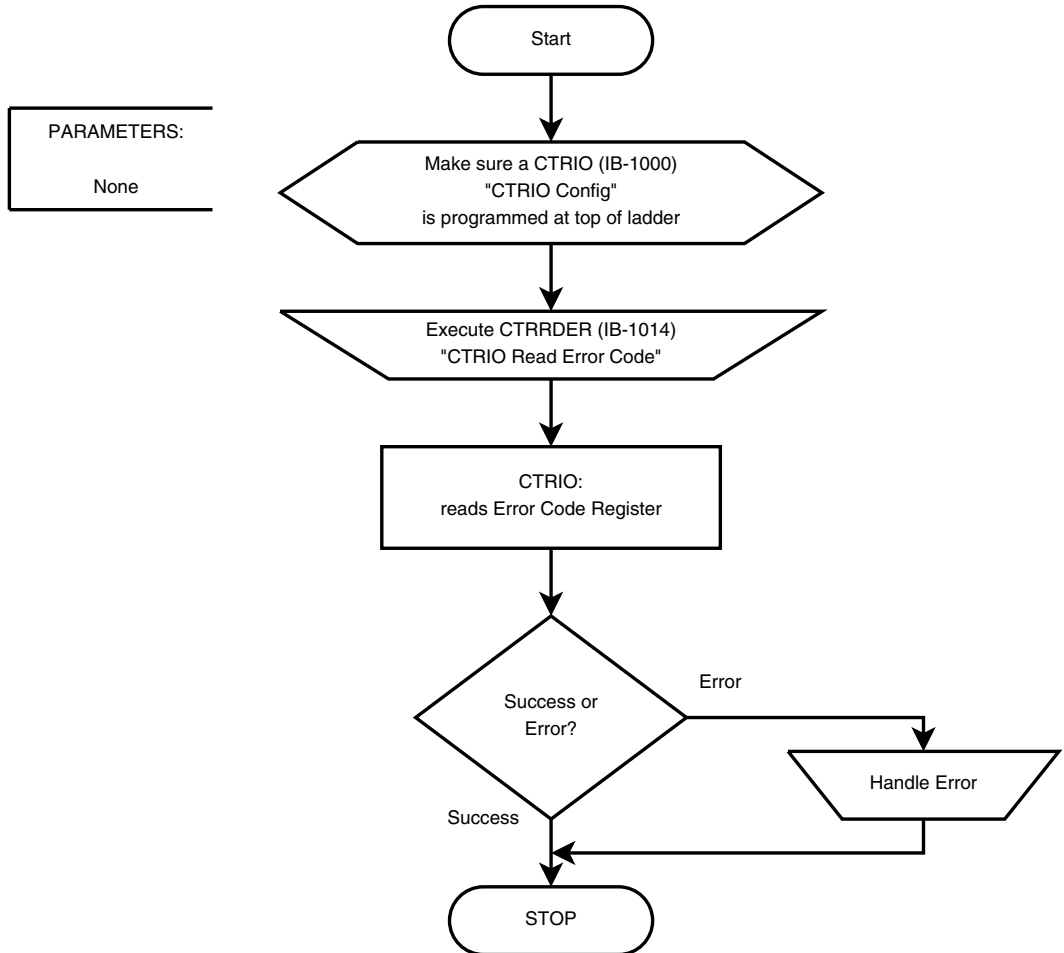 Start
PARAMETERS:
None
Make sure a CTRIO (IB-1000)
"CTRIO Config"
is programmed at top of ladder
Execute CTRRDER (IB-1014)
"CTRIO Read Error Code"
CTRIO:
reads Error Code Register
Success or
Error?
Error
Handle Error
Success
STOP